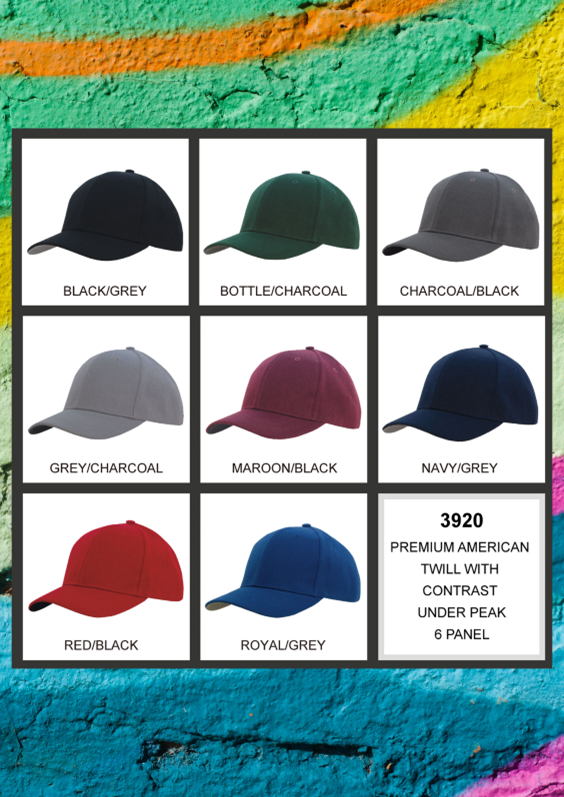 BLACK/GREY
BOTTLE/CHARCOAL
CHARCOAL/BLACK
GREY/CHARCOAL
MAROON/BLACK
NAVY/GREY
RED/BLACK
ROYAL/GREY
3920
PREMIUM AMERICAN
TWILL WITH
CONTRAST
UNDER PEAK
6 PANEL